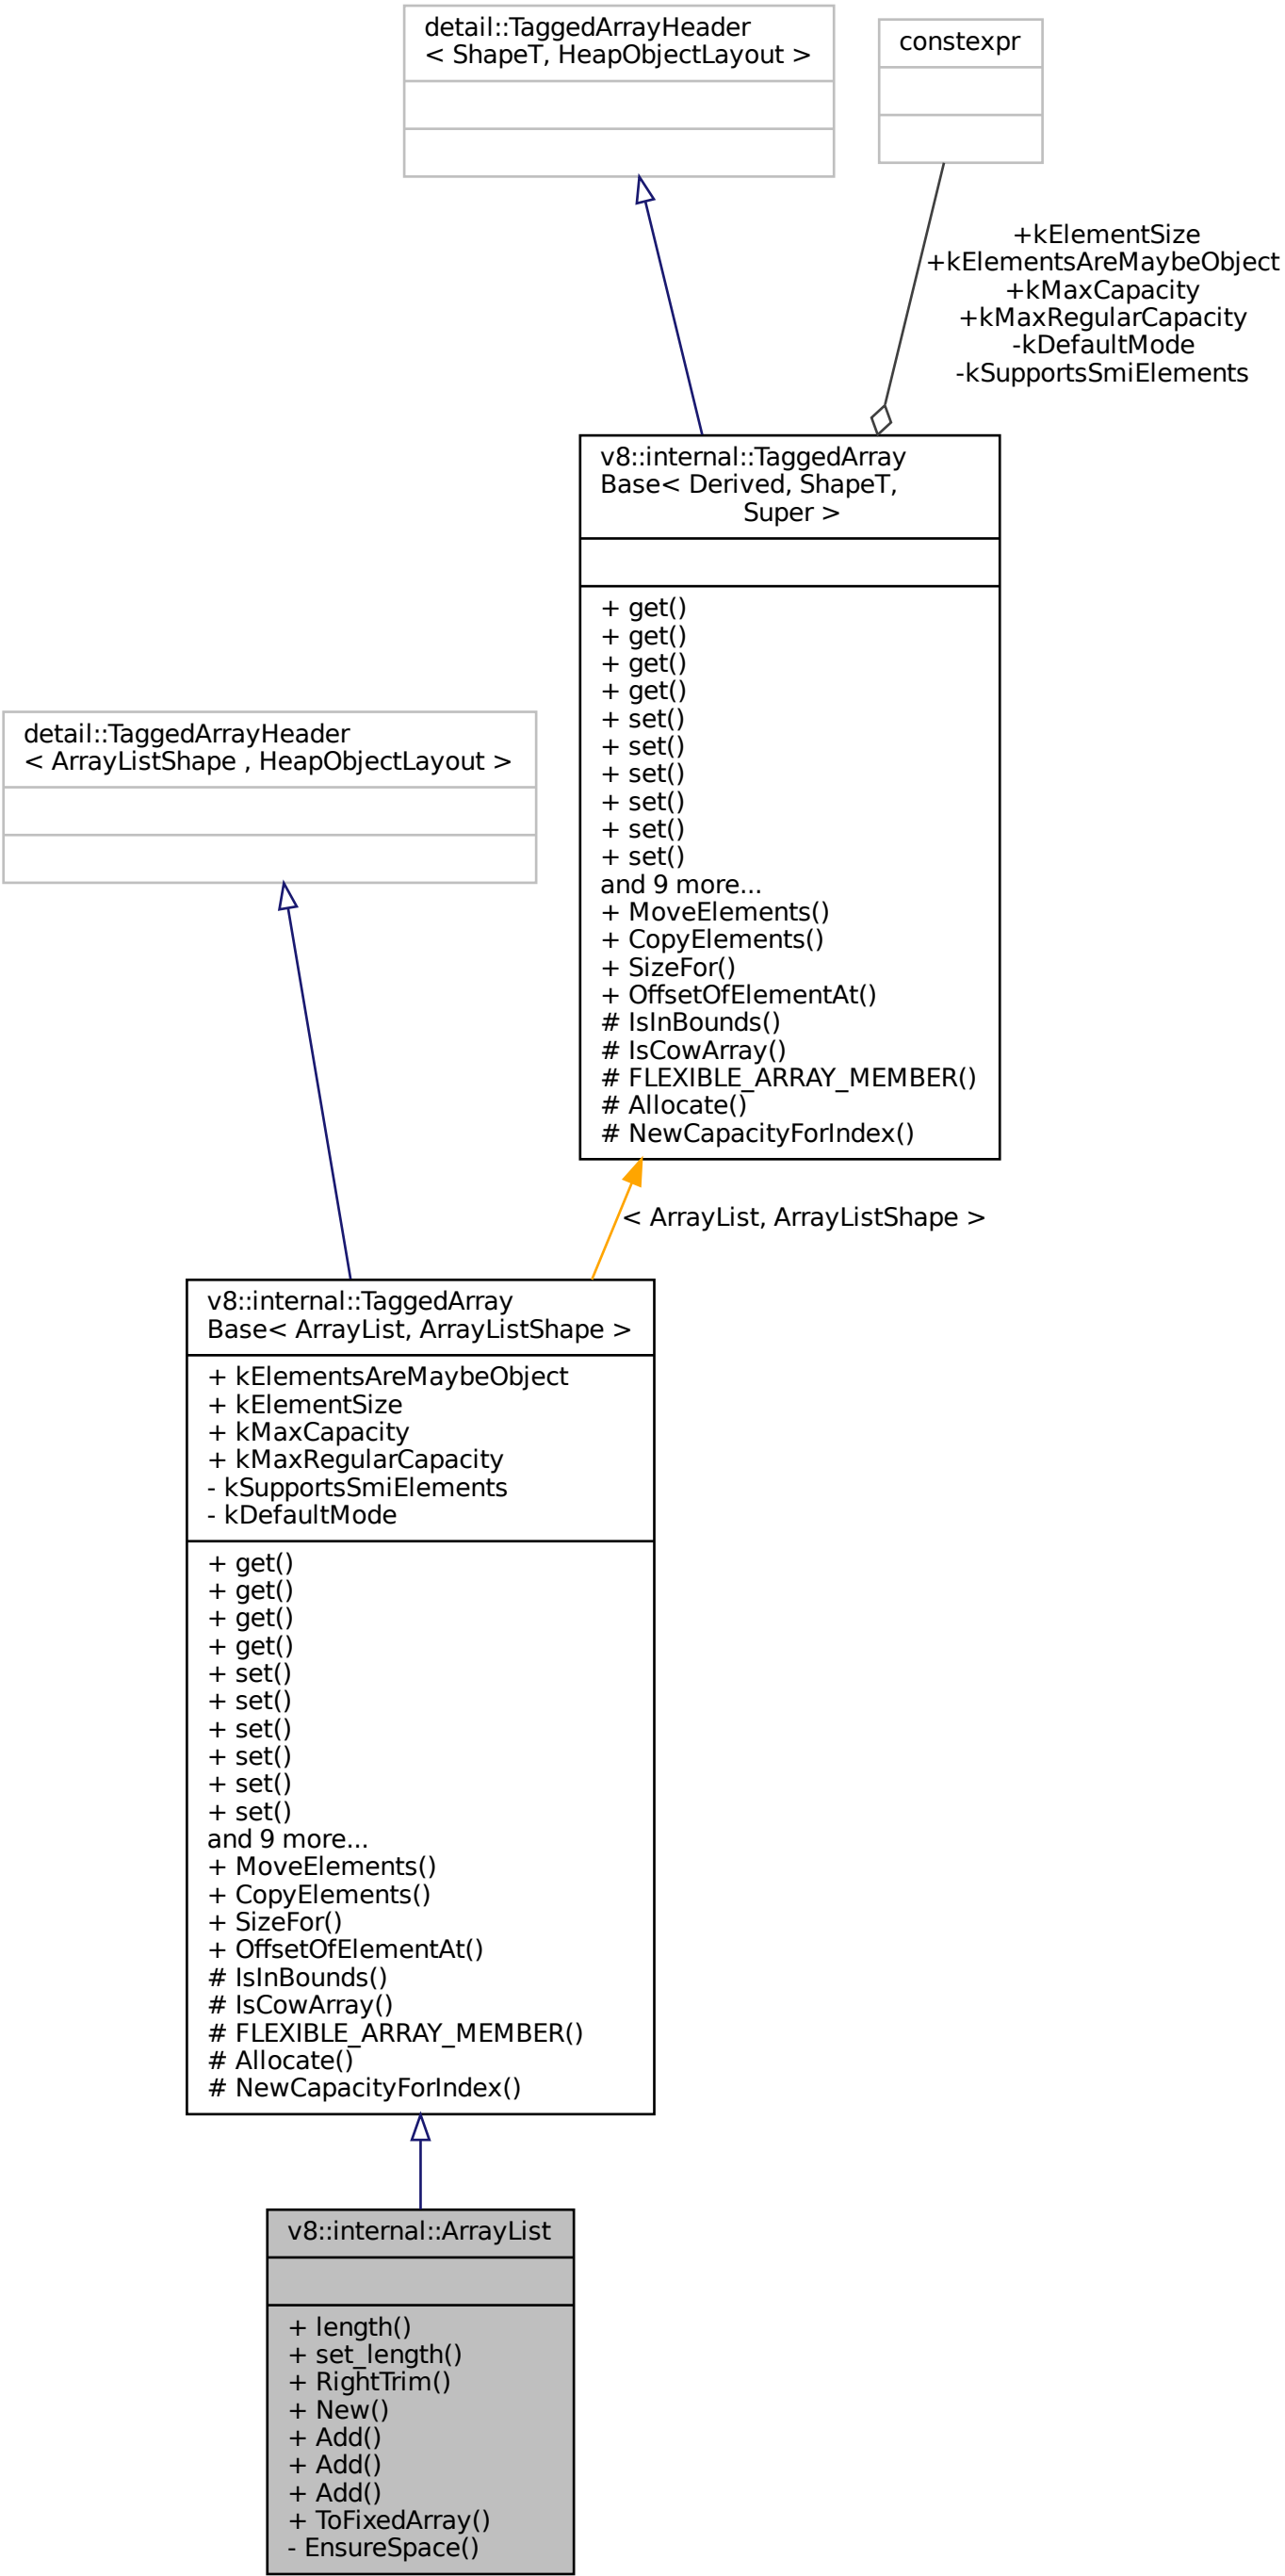 detail::TaggedArrayHeader
< ShapeT, HeapObjectLayout >
constexpr
+kElementSize
+kElementsAreMaybeObject
+kMaxCapacity
+kMaxRegularCapacity
-kDefaultMode
-kSupportsSmiElements
v8::internal::TaggedArray
Base< Derived, ShapeT,
Super >
+ get()
+ get()
+ get()
+ get()
+ set()
+ set()
+ set()
+ set()
+ set()
+ set()
and 9 more...
+ MoveElements()
+ CopyElements()
+ SizeFor()
+ OffsetOfElementAt()
# IsInBounds()
# IsCowArray()
# FLEXIBLE_ARRAY_MEMBER()
# Allocate()
# NewCapacityForIndex()
detail::TaggedArrayHeader
< ArrayListShape , HeapObjectLayout >
< ArrayList, ArrayListShape >
v8::internal::TaggedArray
Base< ArrayList, ArrayListShape >
+ kElementsAreMaybeObject
+ kElementSize
+ kMaxCapacity
+ kMaxRegularCapacity
- kSupportsSmiElements
- kDefaultMode
+ get()
+ get()
+ get()
+ get()
+ set()
+ set()
+ set()
+ set()
+ set()
+ set()
and 9 more...
+ MoveElements()
+ CopyElements()
+ SizeFor()
+ OffsetOfElementAt()
# IsInBounds()
# IsCowArray()
# FLEXIBLE_ARRAY_MEMBER()
# Allocate()
# NewCapacityForIndex()
v8::internal::ArrayList
+ length()
+ set_length()
+ RightTrim()
+ New()
+ Add()
+ Add()
+ Add()
+ ToFixedArray()
- EnsureSpace()